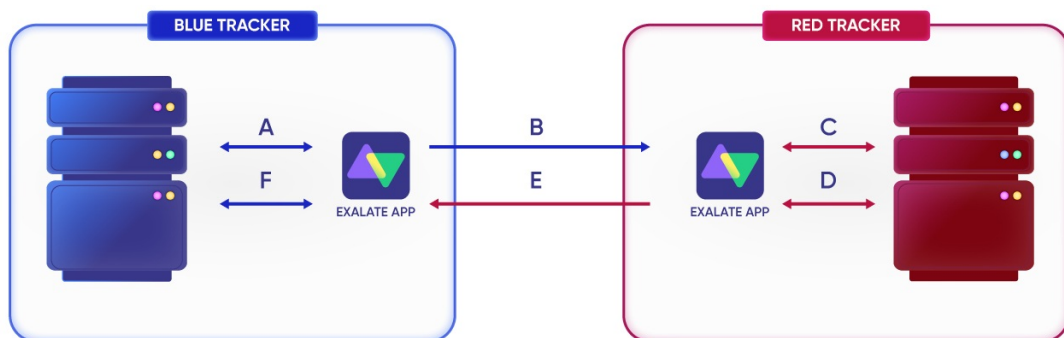 BLUE TRACKER
RED TRACKER
A
B
C
F
E
D
EXALATE APP
EXALATE APP